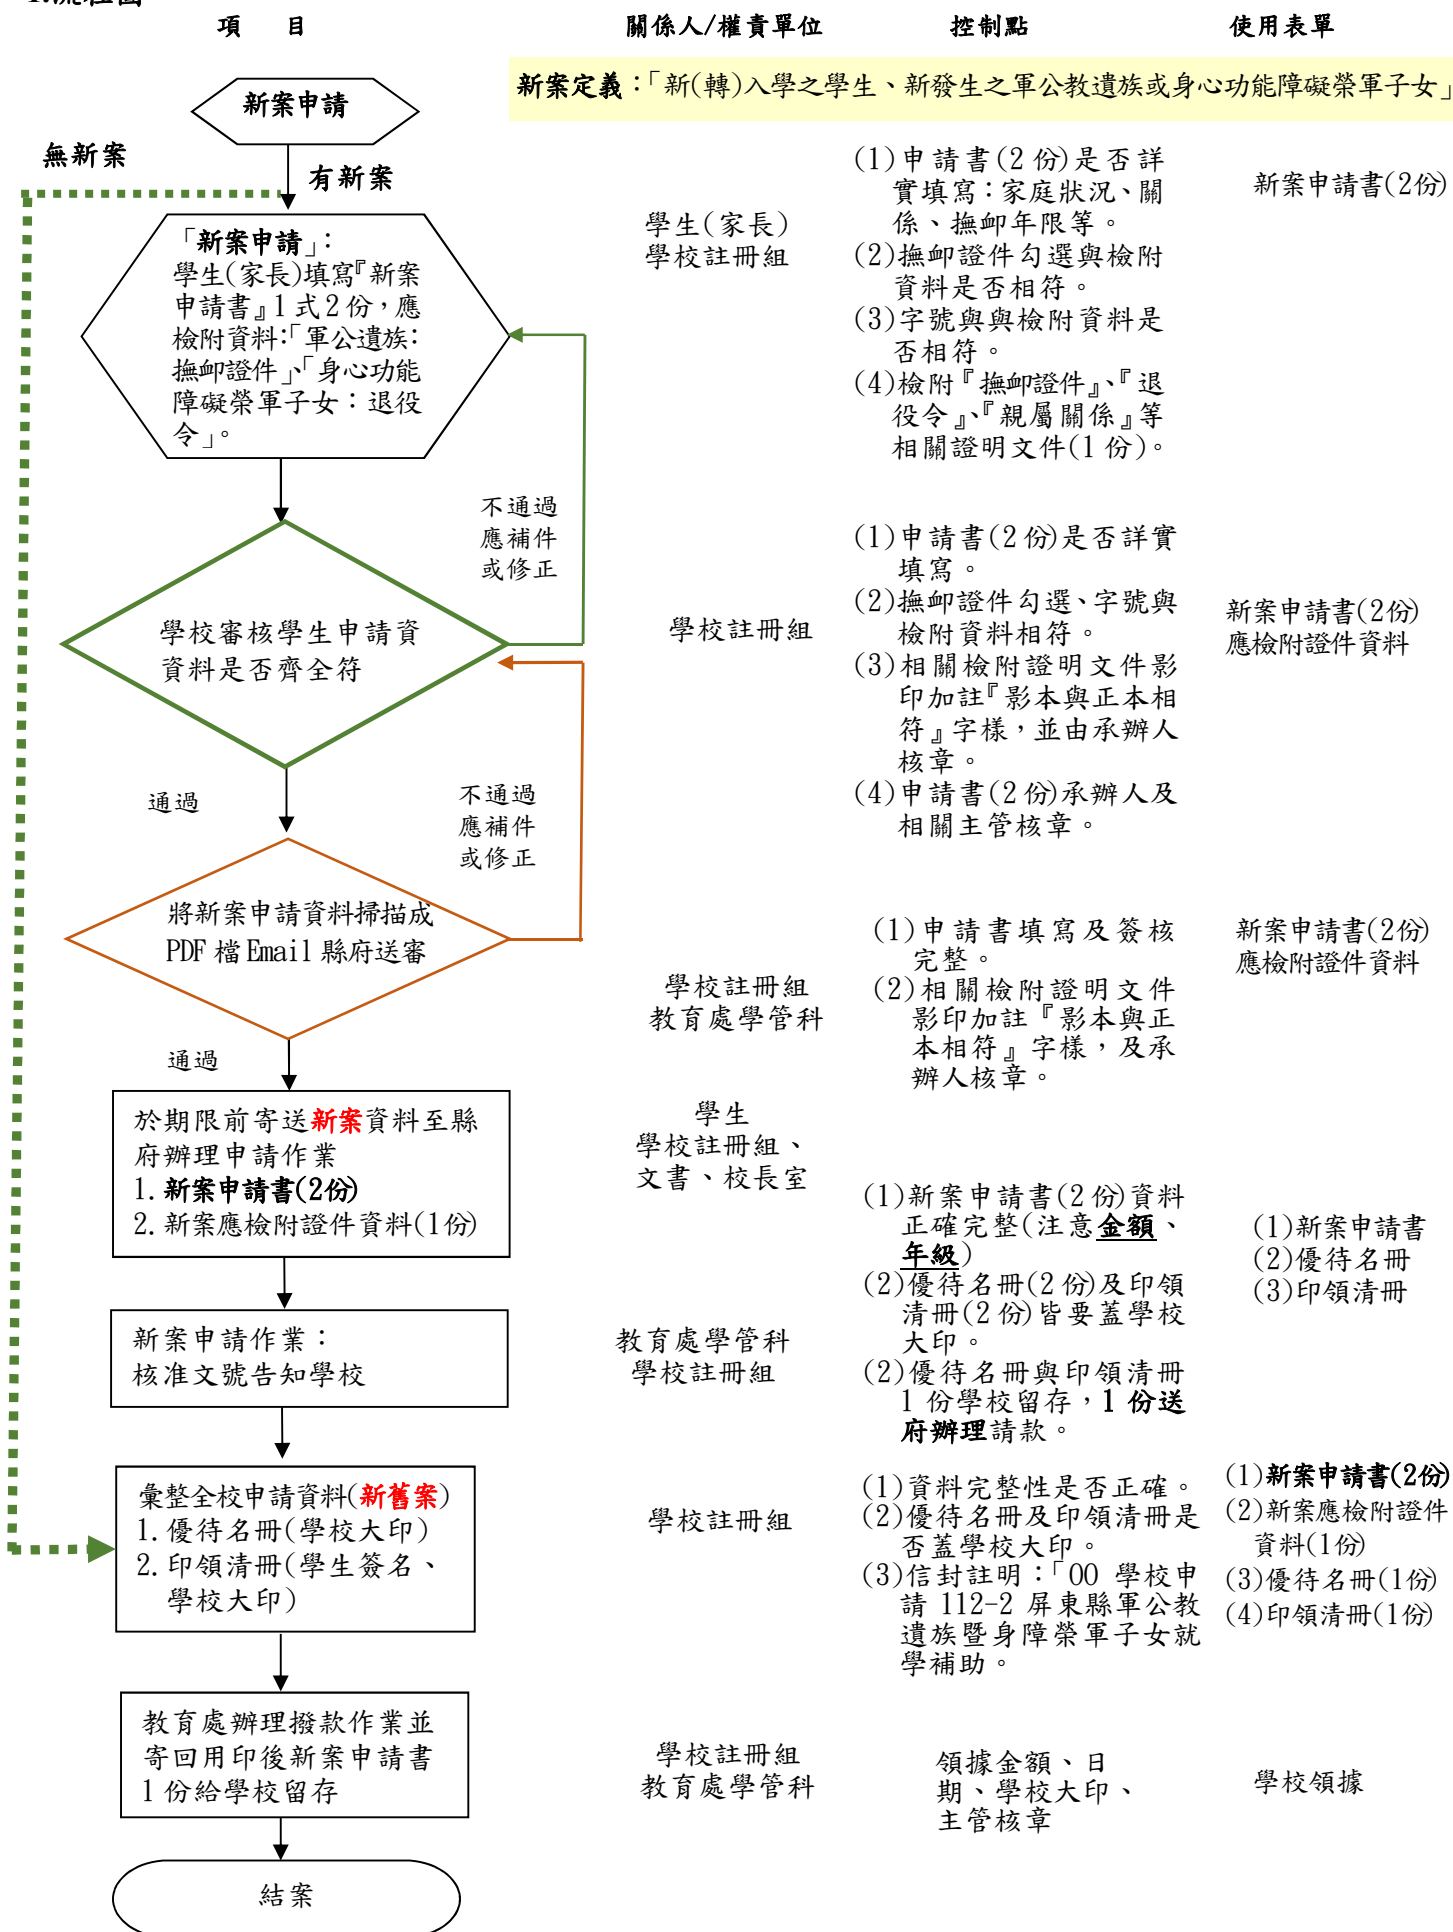 項 目 關係人/權責單位 控制點 使用表單
新案定義：「新(轉)入學之學生、新發生之軍公教遺族或身心功能障礙榮軍子女」
新案申請
無新案
有新案
「新案申請」：
學生(家長)填寫『新案
申請書』1式2份，應
檢附資料：「軍公遺族：
撫卹證件」、「身心功能
障礙榮軍子女：退役
令」。
學生(家長)
學校註冊組
(1)申請書(2份)是否詳
實填寫：家庭狀況、關
係、撫卹年限等。
(2)撫卹證件勾選與檢附
資料是否相符。
(3)字號與與檢附資料是
否相符。
(4)檢附『撫卹證件』、『退
役令』、『親屬關係』等
相關證明文件(1份)。
新案申請書(2份)
不通過
應補件
或修正
學校審核學生申請資
資料是否齊全符
學校註冊組
(1)申請書(2份)是否詳實
填寫。
(2)撫卹證件勾選、字號與
檢附資料相符。
(3)相關檢附證明文件影
印加註『影本與正本相
符』字樣，並由承辦人
核章。
(4)申請書(2份)承辦人及
相關主管核章。
新案申請書(2份)
應檢附證件資料
通過
不通過
應補件
或修正
將新案申請資料掃描成
PDF檔Email縣府送審
學校註冊組
教育處學管科
(1)申請書填寫及簽核
完整。
(2)相關檢附證明文件
影印加註『影本與正
本相符』字樣，及承
辦人核章。
新案申請書(2份)
應檢附證件資料
通過
於期限前寄送新案資料至縣
府辦理申請作業
1.新案申請書(2份)
2.新案應檢附證件資料(1份)
學生
學校註冊組、
文書、校長室
(1)新案申請書(2份)資料
正確完整(注意金額、
年級)
(2)優待名冊(2份)及印領
清冊(2份)皆要蓋學校
大印。
(2)優待名冊與印領清冊
1份學校留存，1份送
府辦理請款。
(1)新案申請書
(2)優待名冊
(3)印領清冊
新案申請作業：
核准文號告知學校
教育處學管科
學校註冊組
彙整全校申請資料(新舊案)
1.優待名冊(學校大印)
2.印領清冊(學生簽名、
學校大印)
學校註冊組
(1)資料完整性是否正確。
(2)優待名冊及印領清冊是
否蓋學校大印。
(3)信封註明：「OO 學校申
請 112-2 屏東縣軍公教
遺族暨身障榮軍子女就
學補助。
(1)新案申請書(2份)
(2)新案應檢附證件
資料(1份)
(3)優待名冊(1份)
(4)印領清冊(1份)
教育處辦理撥款作業並
寄回用印後新案申請書
1份給學校留存
學校註冊組
教育處學管科
領據金額、日
期、學校大印、
主管核章
學校領據
結案